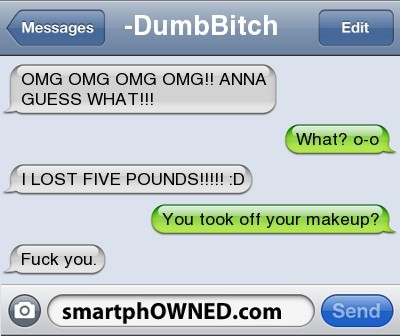 Messages
-DumbBitch
Edit
OMG OMG OMG OMG!! ANNA
GUESS WHAT!!!
What? o-o
I LOST FIVE POUNDS!!!!! :D
You took off your makeup?
Fuck you.
smartphOWNED.com
Send